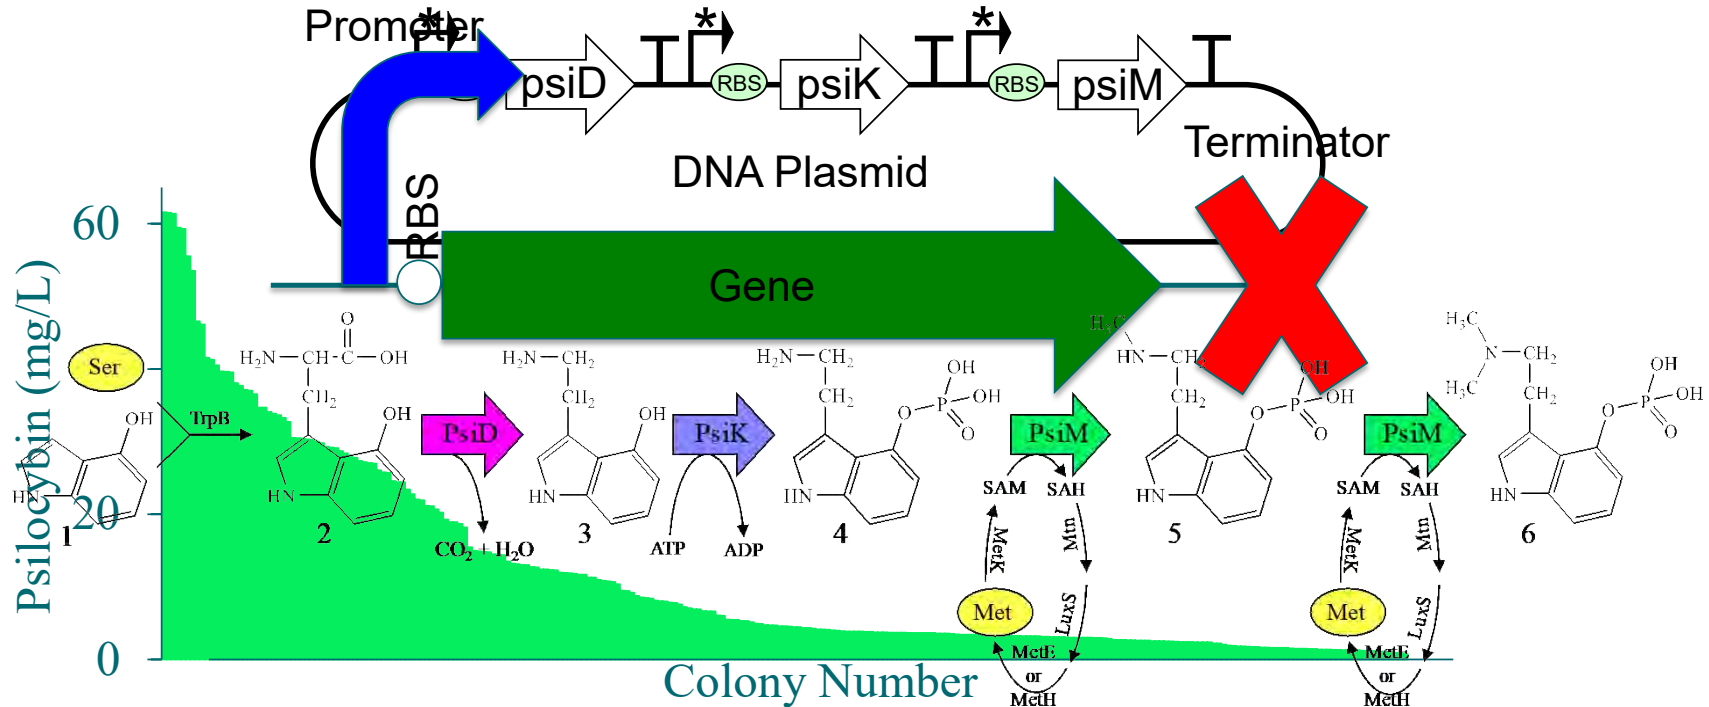 Promoter
*
*
*
psiD
T
RBS
psiK
T
RBS
psiM
T
Terminator
DNA Plasmid
RBS
Gene
Psilocybin (mg/L)
60
20
0
Colony Number
Ser
OH
HN
1
TrpB
O
H₂N
CH
C
OH
CH₂
OH
HN
2
PsiD
CO₂ + H₂O
H₂N
CH₂
CH₂
OH
HN
3
PsiK
ATP
ADP
H₂N
CH₂
CH₂
OH
P
OH
O
O
HN
4
PsiM
SAM
SAH
MetK
Mtn
Met
LuxS
MetE
or
MetH
H₃C
HN
CH₂
CH₂
OH
P
OH
O
O
HN
5
PsiM
SAM
SAH
MetK
Mtn
Met
LuxS
MetE
or
MetH
H₃C
N
CH₂
H₃C
CH₂
OH
P
OH
O
O
HN
6